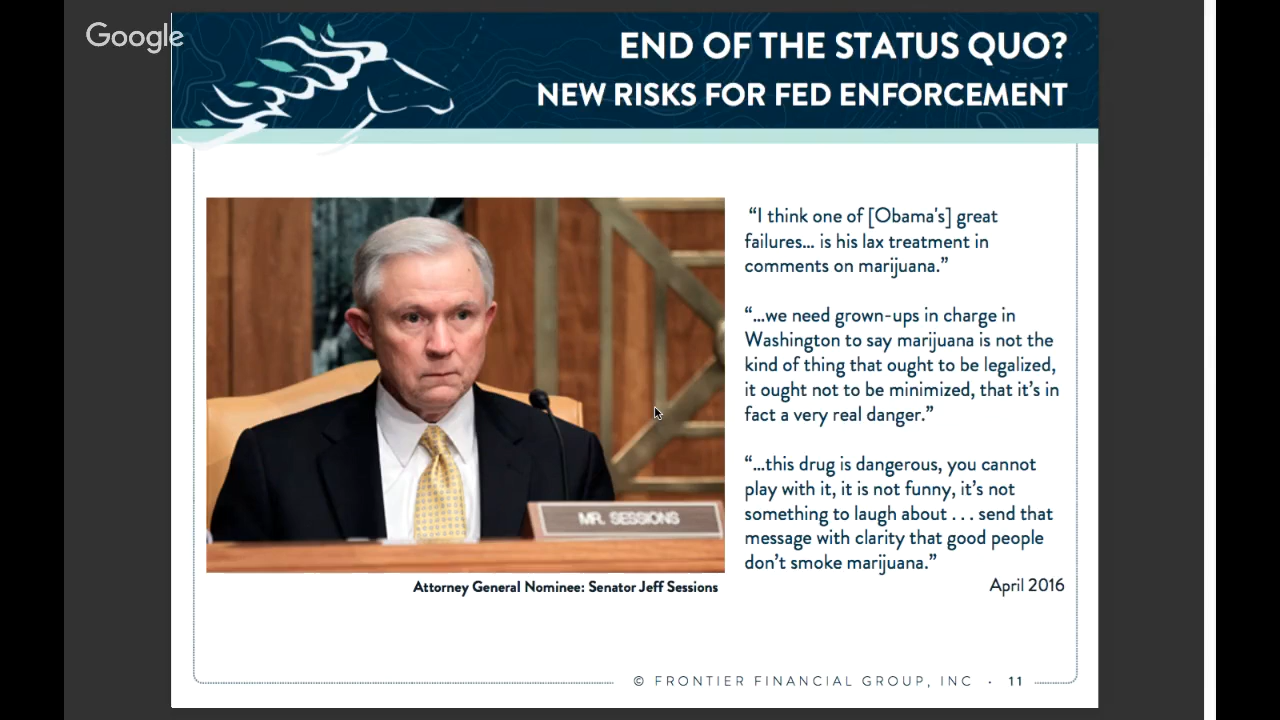 Google
END OF THE STATUS QUO?
NEW RISKS FOR FED ENFORCEMENT
“I think one of [Obama's] great
failures... is his lax treatment in
comments on marijuana.”
“...we need grown-ups in charge in
Washington to say marijuana is not the
kind of thing that ought to be legalized,
it ought not to be minimized, that it’s in
fact a very real danger.”
“...this drug is dangerous, you cannot
play with it, it is not funny, it’s not
something to laugh about . . . send that
message with clarity that good people
don’t smoke marijuana.”
April 2016
MR. SESSIONS
Attorney General Nominee: Senator Jeff Sessions
© FRONTIER FINANCIAL GROUP, INC · 11